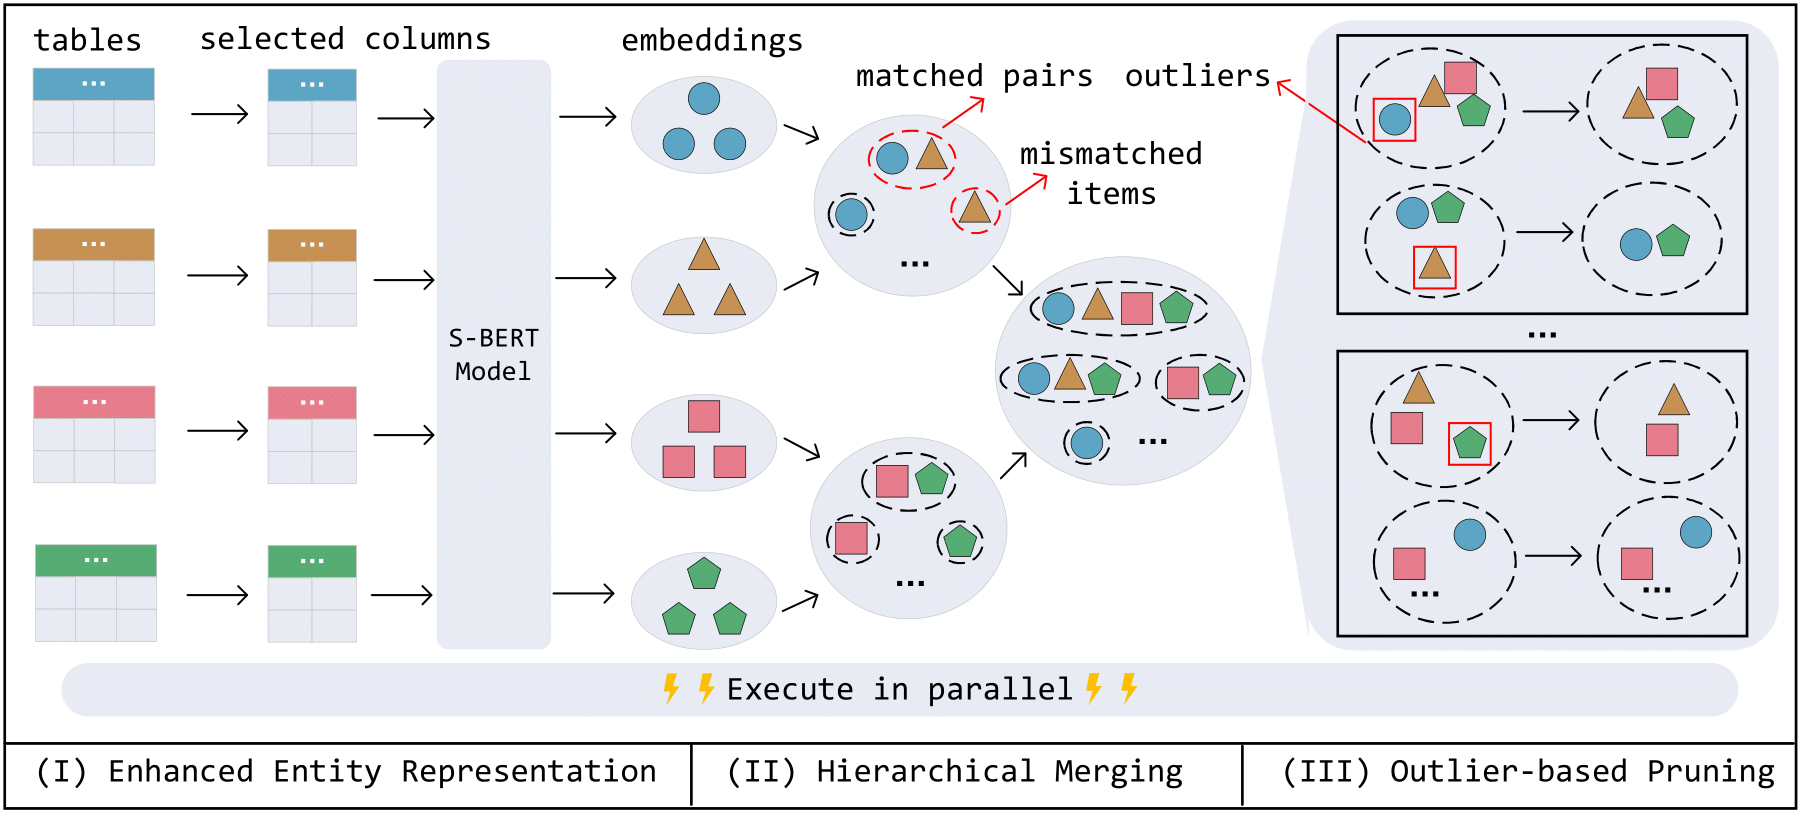 tables
selected columns
embeddings
matched pairs
outliers
mismatched
items
...
...
...
...
...
...
...
...
S-BERT
Model
...
...
...
...
...
...
Execute in parallel
(I) Enhanced Entity Representation
(II) Hierarchical Merging
(III) Outlier-based Pruning